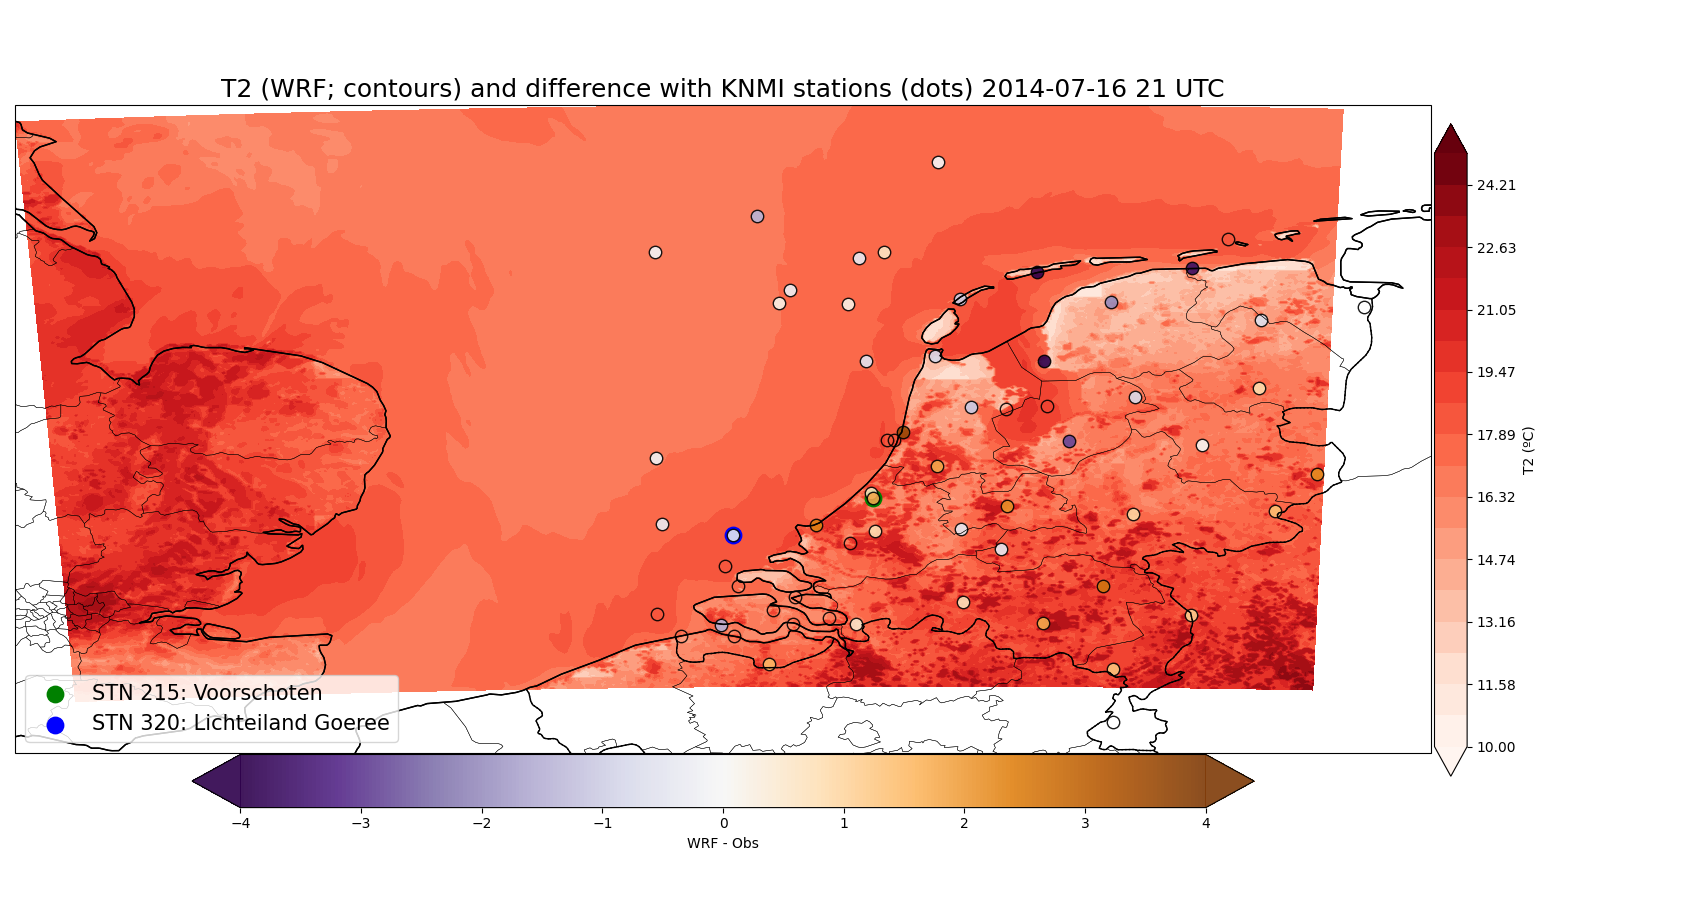 T2 (WRF; contours) and difference with KNMI stations (dots) 2014-07-16 21 UTC
24.21
22.63
21.05
19.47
17.89
16.32
14.74
13.16
11.58
10.00
T2 (ºC)
STN 215: Voorschoten
STN 320: Lichteiland Goeree
−4 −3 −2 −1 0 1 2 3 4
WRF - Obs